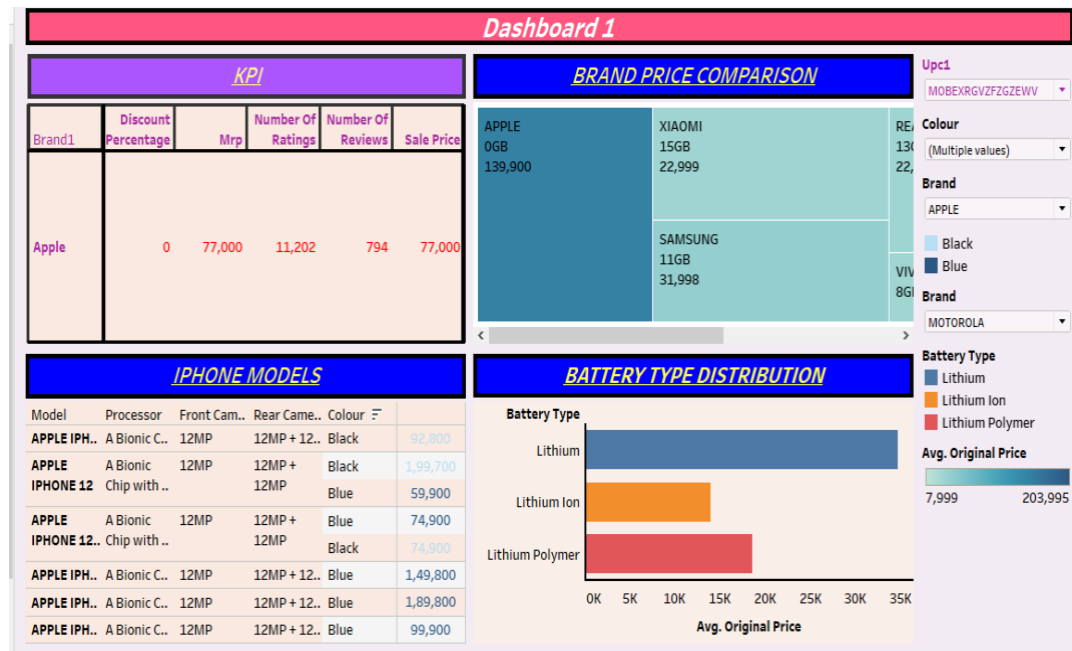 Dashboard 1
KPI
Brand1 Discount Percentage Mrp Number Of Ratings Number Of Reviews Sale Price
Apple 0 77,000 11,202 794 77,000
BRAND PRICE COMPARISON
APPLE
0GB
139,900
XIAOMI
15GB
22,999
SAMSUNG
11GB
31,998
REA
130
22,
VIV
8GI
IPHONE MODELS
Model Processor Front Cam.. Rear Came.. Colour
APPLE IPH.. A Bionic C.. 12MP 12MP + 12.. Black 92,800
APPLE IPHONE 12 A Bionic Chip with .. 12MP 12MP + 12MP Black 1,99,700
Blue 59,900
APPLE IPHONE 12.. A Bionic Chip with .. 12MP 12MP + 12MP Blue 74,900
Black 74,900
APPLE IPH.. A Bionic C.. 12MP 12MP + 12.. Blue 1,49,800
APPLE IPH.. A Bionic C.. 12MP 12MP + 12.. Blue 1,89,800
APPLE IPH.. A Bionic C.. 12MP 12MP + 12.. Blue 99,900
BATTERY TYPE DISTRIBUTION
Battery Type
Lithium
Lithium Ion
Lithium Polymer
0K 5K 10K 15K 20K 25K 30K 35K
Avg. Original Price
Upc1
MOBEXRGVZFZGZEWV
Colour
(Multiple values)
Brand
APPLE
Black
Blue
Brand
MOTOROLA
Battery Type
Lithium
Lithium Ion
Lithium Polymer
Avg. Original Price
7,999 203,995